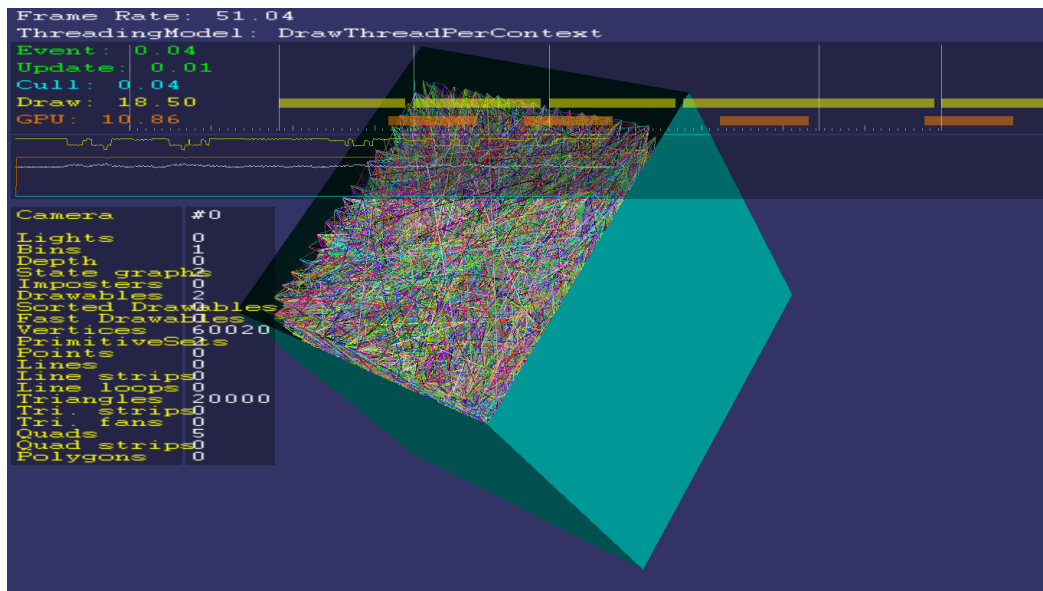 Frame Rate: 51.04
ThreadingModel: DrawThreadPerContext
Event: 0.04
Update: 0.01
Cull: 0.04
Draw: 18.50
GPU: 10.86
Camera #0
Lights 0
Bins 1
Depth 0
State graphs 2
Imposters 0
Drawables 2
Sorted Drawables 0
Fast Drawables 0
Vertices 60020
PrimitiveSets 2
Points 0
Lines 0
Line strips 0
Line loops 0
Triangles 20000
Tri. strips 0
Tri. fans 0
Quads 5
Quad strips 0
Polygons 0